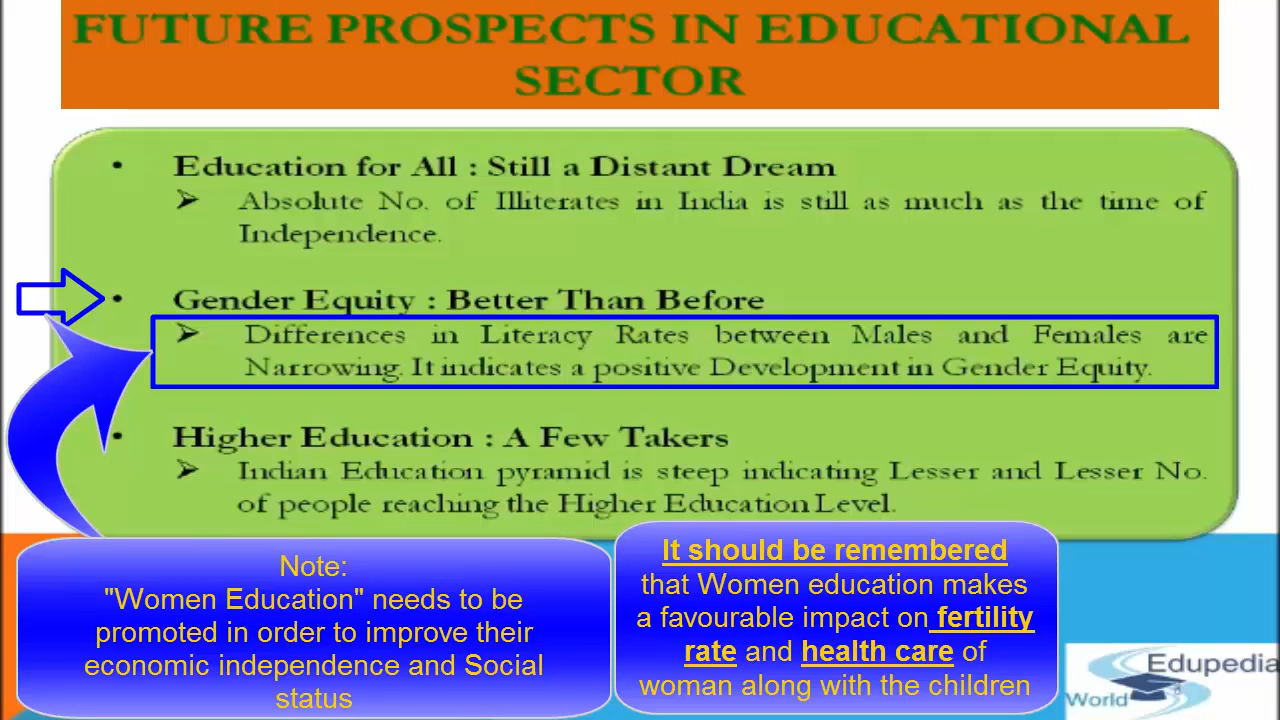 FUTURE PROSPECTS IN EDUCATIONAL
SECTOR
• Education for All : Still a Distant Dream
➢ Absolute No. of Illiterates in India is still as much as the time of
Independence.
• Gender Equity : Better Than Before
➢ Differences in Literacy Rates between Males and Females are
Narrowing. It indicates a positive Development in Gender Equity.
• Higher Education : A Few Takers
➢ Indian Education pyramid is steep indicating Lesser and Lesser No.
of people reaching the Higher Education Level.
Note:
"Women Education" needs to be
promoted in order to improve their
economic independence and Social
status
It should be remembered
that Women education makes
a favourable impact on fertility
rate and health care of
woman along with the children
Edupedia
World